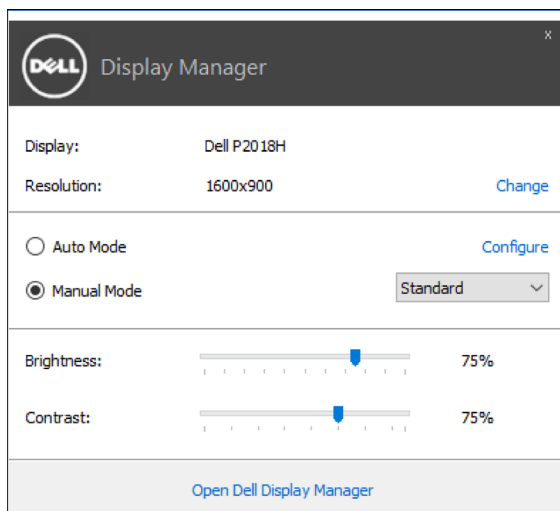 x
DELL Display Manager
Display: Dell P2018H
Resolution: 1600x900 Change
Auto Mode Configure
Manual Mode Standard
Brightness: 75%
Contrast: 75%
Open Dell Display Manager